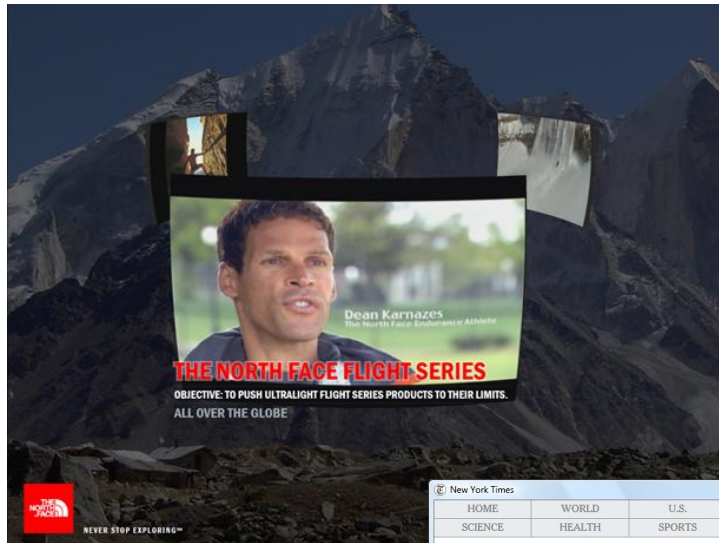 Dean Karnazes
The North Face Endurance Athlete
THE NORTH FACE FLIGHT SERIES
OBJECTIVE: TO PUSH ULTRALIGHT FLIGHT SERIES PRODUCTS TO THEIR LIMITS.
ALL OVER THE GLOBE
THE
NORTH
FACE
NEVER STOP EXPLORING™
New York Times
HOME WORLD U.S.
SCIENCE HEALTH SPORTS